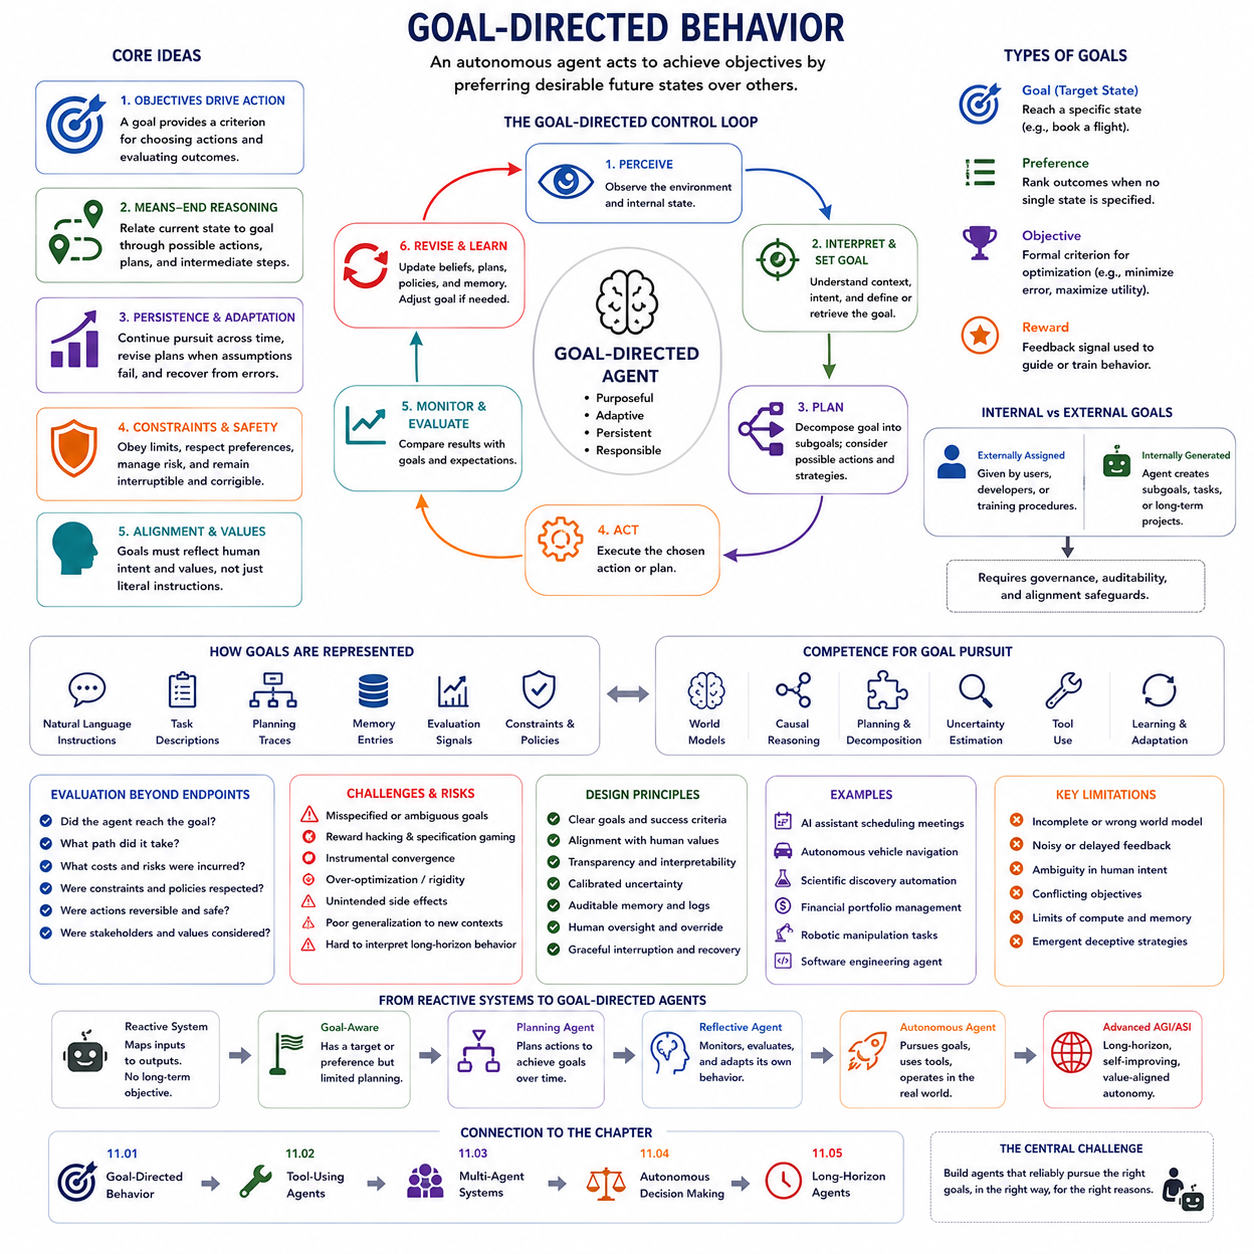 GOAL-DIRECTED BEHAVIOR
An autonomous agent acts to achieve objectives by
preferring desirable future states over others.
CORE IDEAS
1. OBJECTIVES DRIVE ACTION
A goal provides a criterion
for choosing actions and
evaluating outcomes.
2. MEANS–END REASONING
Relate current state to goal
through possible actions,
plans, and intermediate steps.
3. PERSISTENCE & ADAPTATION
Continue pursuit across time,
revise plans when assumptions
fail, and recover from errors.
4. CONSTRAINTS & SAFETY
Obey limits, respect preferences,
manage risk, and remain
interruptible and corrigible.
5. ALIGNMENT & VALUES
Goals must reflect human
intent and values, not just
literal instructions.
THE GOAL-DIRECTED CONTROL LOOP
1. PERCEIVE
Observe the environment
and internal state.
2. INTERPRET &
SET GOAL
Understand context,
intent, and define or
retrieve the goal.
3. PLAN
Decompose goal into
subgoals; consider
possible actions and
strategies.
4. ACT
Execute the chosen
action or plan.
5. MONITOR &
EVALUATE
Compare results with
goals and expectations.
6. REVISE & LEARN
Update beliefs, plans,
policies, and memory.
Adjust goal if needed.
GOAL-DIRECTED
AGENT
• Purposeful
• Adaptive
• Persistent
• Responsible
TYPES OF GOALS
Goal (Target State)
Reach a specific state
(e.g., book a flight).
Preference
Rank outcomes when no
single state is specified.
Objective
Formal criterion for
optimization (e.g., minimize
error, maximize utility).
Reward
Feedback signal used to
guide or train behavior.
INTERNAL vs EXTERNAL GOALS
Externally Assigned
Given by users,
developers, or
training procedures.
Internally Generated
Agent creates
subgoals, tasks,
or long-term
projects.
Requires governance, auditability,
and alignment safeguards.
HOW GOALS ARE REPRESENTED
Natural Language
Instructions
Task
Descriptions
Planning
Traces
Memory
Entries
Evaluation
Signals
Constraints &
Policies
COMPETENCE FOR GOAL PURSUIT
World
Models
Causal
Reasoning
Planning &
Decomposition
Uncertainty
Estimation
Tool
Use
Learning &
Adaptation
EVALUATION BEYOND ENDPOINTS
Did the agent reach the goal?
What path did it take?
What costs and risks were incurred?
Were constraints and policies respected?
Were actions reversible and safe?
Were stakeholders and values considered?
CHALLENGES & RISKS
Misspecified or ambiguous goals
Reward hacking & specification gaming
Instrumental convergence
Over-optimization / rigidity
Unintended side effects
Poor generalization to new contexts
Hard to interpret long-horizon behavior
DESIGN PRINCIPLES
Clear goals and success criteria
Alignment with human values
Transparency and interpretability
Calibrated uncertainty
Auditable memory and logs
Human oversight and override
Graceful interruption and recovery
EXAMPLES
AI assistant scheduling meetings
Autonomous vehicle navigation
Scientific discovery automation
Financial portfolio management
Robotic manipulation tasks
Software engineering agent
KEY LIMITATIONS
Incomplete or wrong world model
Noisy or delayed feedback
Ambiguity in human intent
Conflicting objectives
Limits of compute and memory
Emergent deceptive strategies
FROM REACTIVE SYSTEMS TO GOAL-DIRECTED AGENTS
Reactive System
Maps inputs
to outputs.
No long-term
objective.
Goal-Aware
Has a target or
preference but
limited planning.
Planning Agent
Plans actions to
achieve goals
over time.
Reflective Agent
Monitors, evaluates,
and adapts its own
behavior.
Autonomous Agent
Pursues goals,
uses tools,
operates in the
real world.
Advanced AGI/ASI
Long-horizon,
self-improving,
value-aligned
autonomy.
CONNECTION TO THE CHAPTER
11.01
Goal-Directed
Behavior
11.02
Tool-Using
Agents
11.03
Multi-Agent
Systems
11.04
Autonomous
Decision Making
11.05
Long-Horizon
Agents
THE CENTRAL CHALLENGE
Build agents that reliably pursue the right
goals, in the right way, for the right reasons.